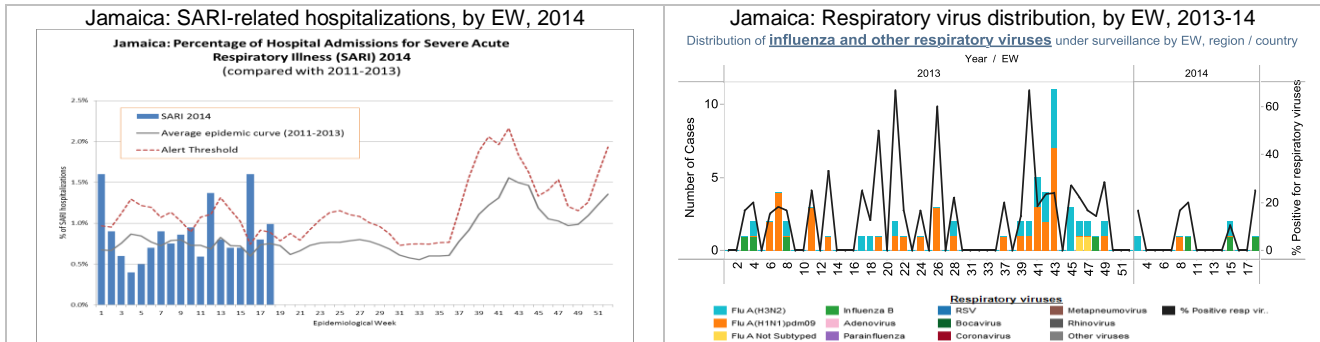 Jamaica: SARI-related hospitalizations, by EW, 2014
Jamaica: Percentage of Hospital Admissions for Severe Acute
Respiratory Illness (SARI) 2014
(compared with 2011-2013)
2.5%
2.0%
1.5%
1.0%
0.5%
0.0%
% of SARI hospitalizations
SARI 2014
Average epidemic curve (2011-2013)
Alert Threshold
1 3 5 7 9 11 13 15 17 19 21 23 25 27 29 31 33 35 37 39 41 43 45 47 49 51
Epidemiological Week
Jamaica: Respiratory virus distribution, by EW, 2013-14
Distribution of influenza and other respiratory viruses under surveillance by EW, region / country
Year / EW
2013 2014
10
5
0
Number of Cases
60
40
20
0
% Positive for respiratory viruses
2 4 6 8 10 12 14 16 18 20 22 24 26 28 31 33 35 37 39 41 43 45 47 49 51 4 6 8 11 13 15 17
Respiratory viruses
Flu A(H3N2) Influenza B RSV Metapneumovirus % Positive resp vir..
Flu A(H1N1)pdm09 Adenovirus Bocavirus Rhinovirus
Flu A Not Subtyped Parainfluenza Coronavirus Other viruses